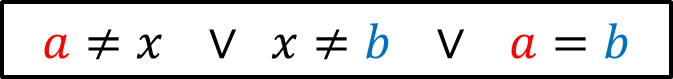 a ≠ x ∨ x ≠ b ∨ a = b